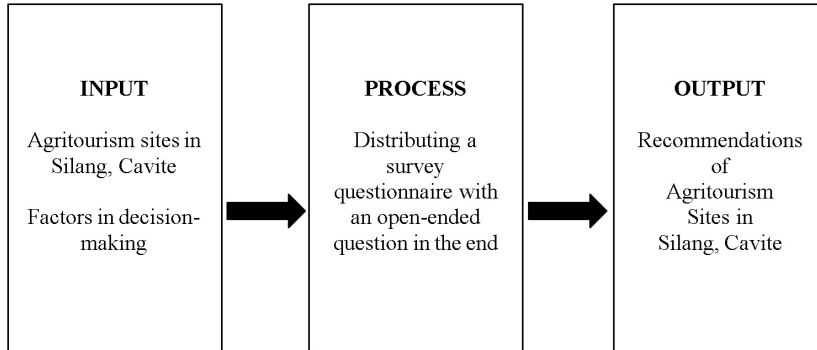 INPUT
Agritourism sites in
Silang, Cavite
Factors in decision-
making
PROCESS
Distributing a
survey
questionnaire with
an open-ended
question in the end
OUTPUT
Recommendations
of
Agritourism
Sites in
Silang, Cavite